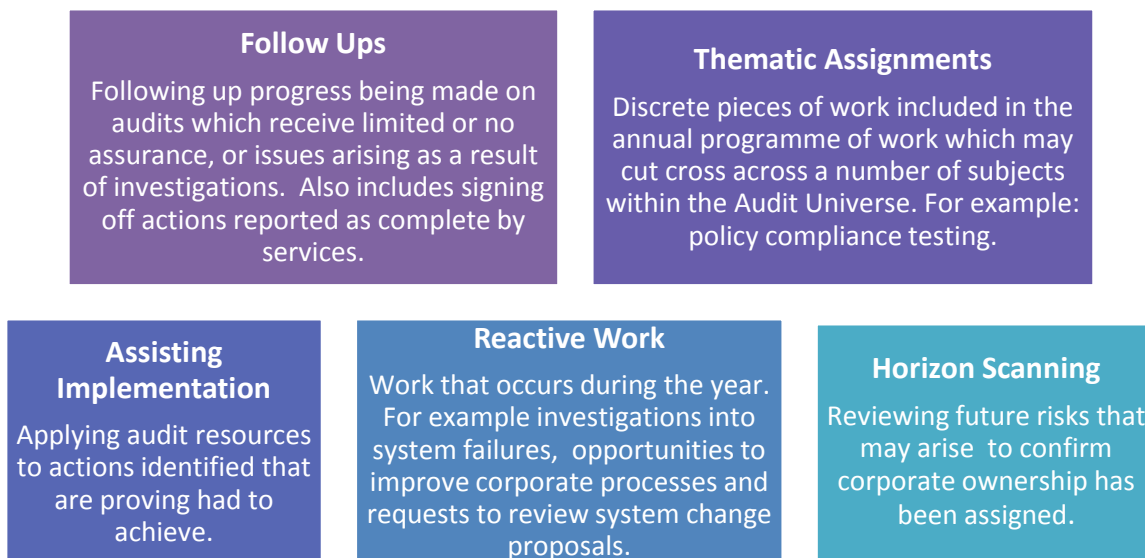 Follow Ups
Following up progress being made on
audits which receive limited or no
assurance, or issues arising as a result
of investigations.  Also includes signing
off actions reported as complete by
services.
Thematic Assignments
Discrete pieces of work included in the
annual programme of work which may
cut cross across a number of subjects
within the Audit Universe. For example:
policy compliance testing.
Assisting
Implementation
Applying audit resources
to actions identified that
are proving had to
achieve.
Reactive Work
Work that occurs during the year.
For example investigations into
system failures,  opportunities to
improve corporate processes and
requests to review system change
proposals.
Horizon Scanning
Reviewing future risks that
may arise  to confirm
corporate ownership has
been assigned.